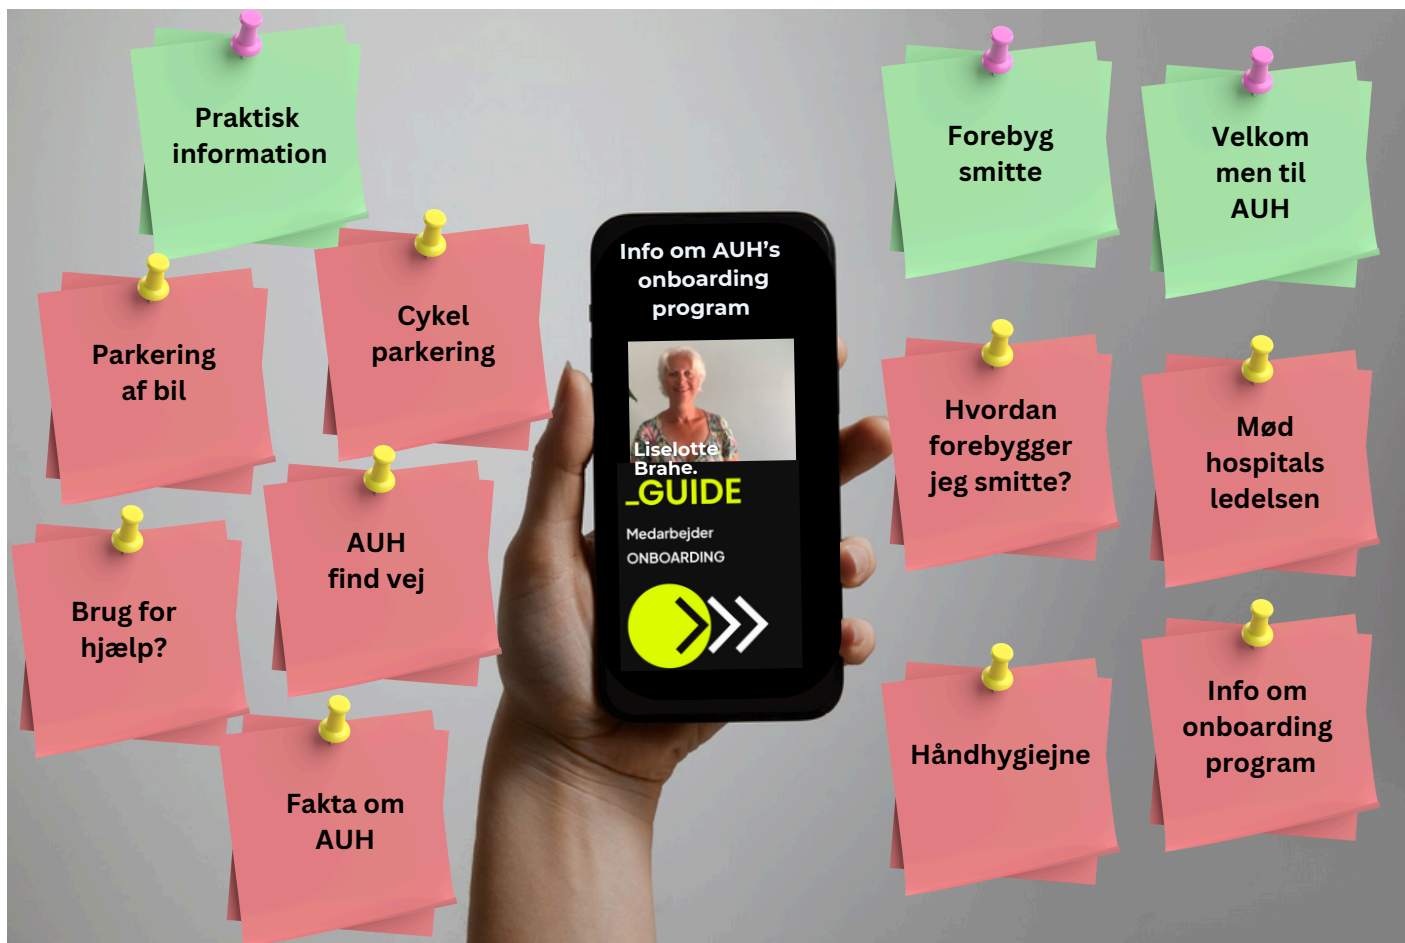 Praktisk
information
Parkering
af bil
Cykel
parkering
Brug for
hjælp?
AUH
find vej
Fakta om
AUH
Info om AUH’s
onboarding
program
Liselotte
Brahe.
_GUIDE
Medarbejder
ONBOARDING
Forebyg
smitte
Hvordan
forebygger
jeg smitte?
Håndhygiejne
Velkom
men til
AUH
Mød
hospitals
ledelsen
Info om
onboarding
program